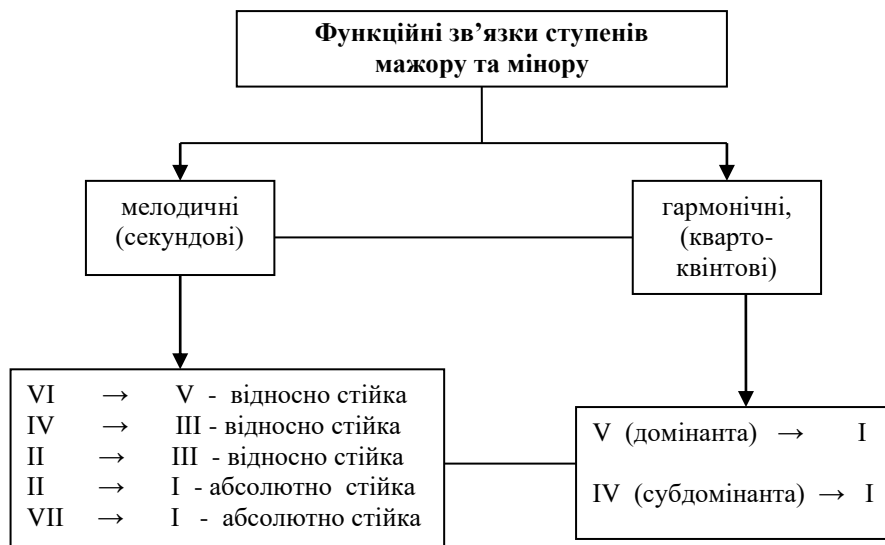 Функційні зв’язки ступенів
мажору та мінору
мелодичні
(секундові)
гармонічні,
(кварто-
квінтові)
VI → V - відносно стійка
IV → III - відносно стійка
II → III - відносно стійка
II → I - абсолютно стійка
VII → I - абсолютно стійка
V (домінанта) → I
IV (субдомінанта) → I